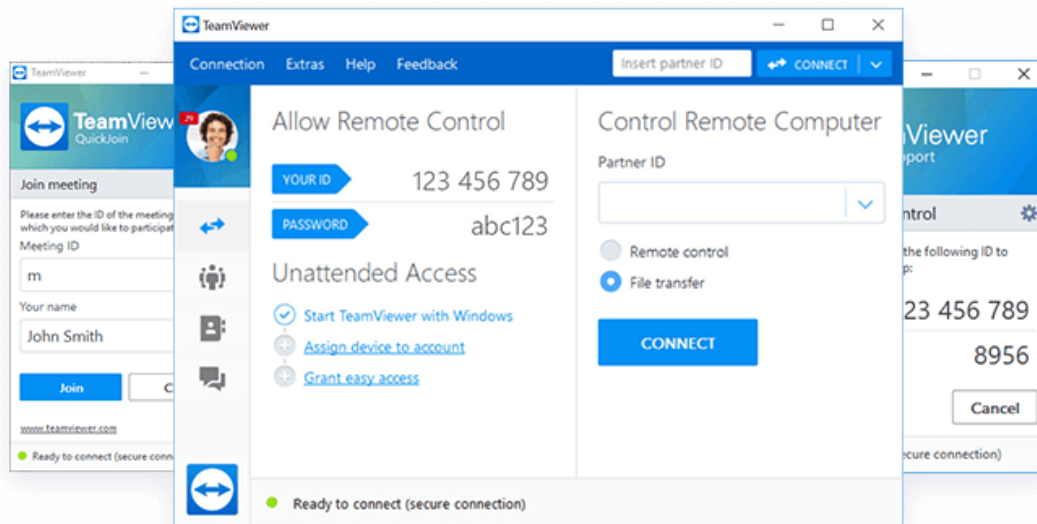 TeamViewer
Connection Extras Help Feedback
Insert partner ID
CONNECT
29
Allow Remote Control
YOUR ID
123 456 789
PASSWORD
abc123
Unattended Access
Start TeamViewer with Windows
Assign device to account
Grant easy access
Control Remote Computer
Partner ID
Remote control
File transfer
CONNECT
Ready to connect (secure connection)
TeamViewer
TeamView
QuickJoin
Join meeting
Please enter the ID of the meeting
which you would like to participat
Meeting ID
m
Your name
John Smith
Join
C
www.teamviewer.com
Ready to connect (secure conn
Viewer
port
ntrol
the following ID to
p:
23 456 789
8956
Cancel
ecure connection)